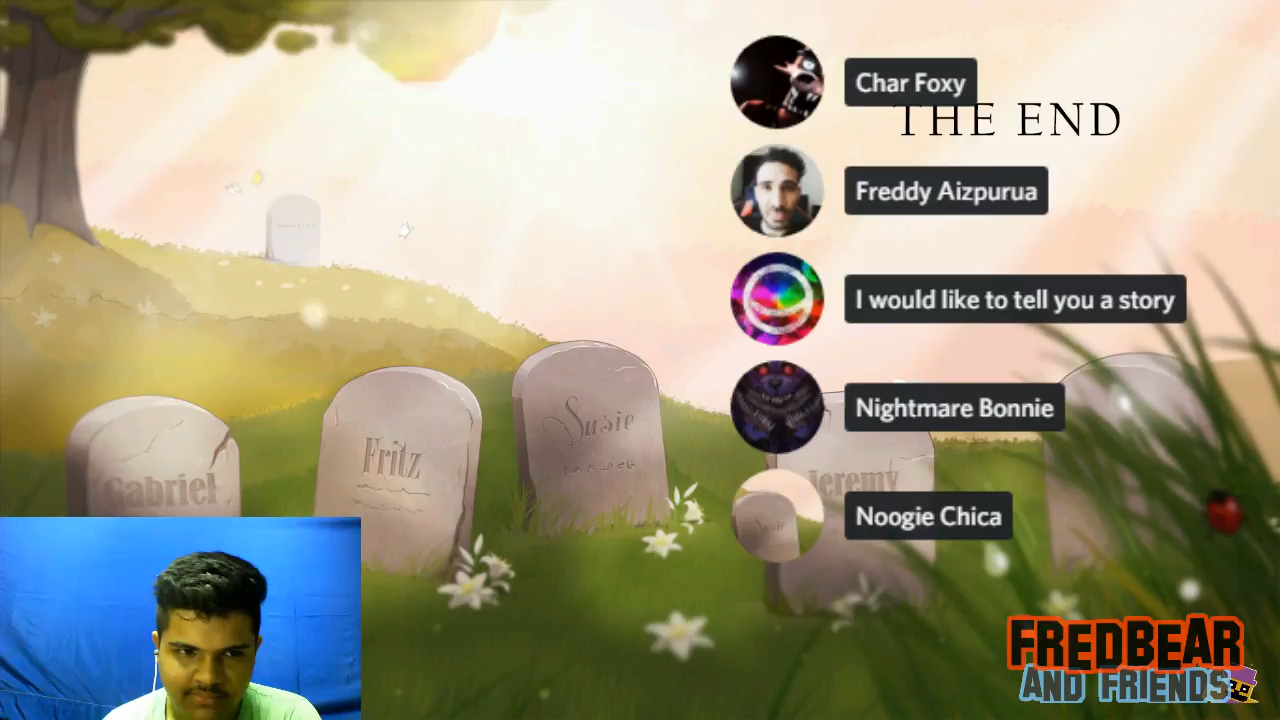 Char Foxy
THE END
Freddy Aizpurua
I would like to tell you a story
Nightmare Bonnie
Noogie Chica
Gabriel
Fritz
Susie
Jeremy
Susie
FREDBEAR
AND FRIENDS